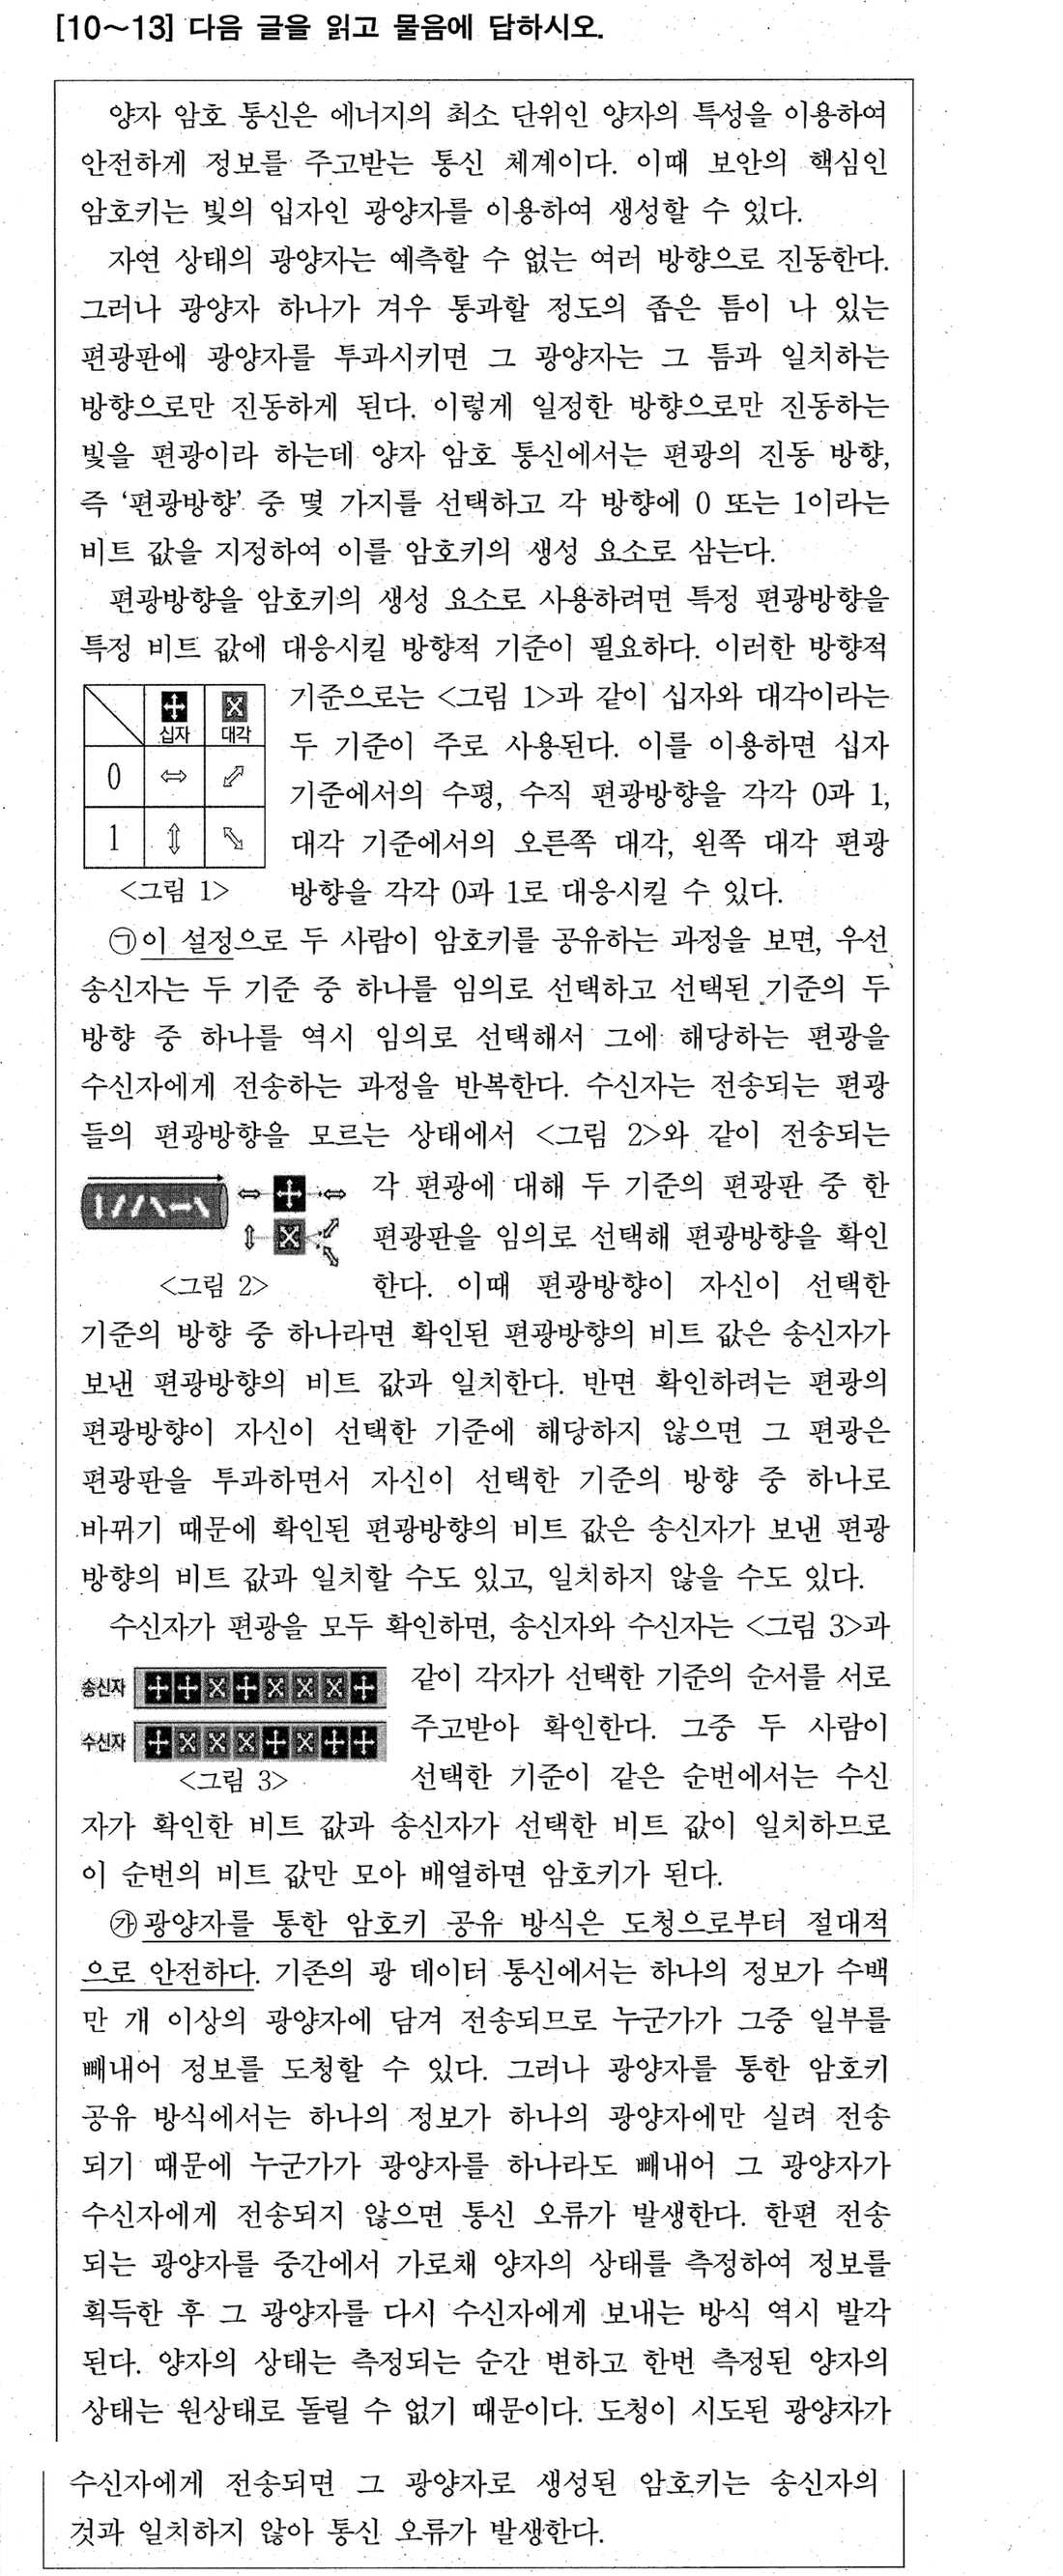 [10~13] 다음 글을 읽고 물음에 답하시오.
양자 암호 통신은 에너지의 최소 단위인 양자의 특성을 이용하여
안전하게 정보를 주고받는 통신 체계이다. 이때 보안의 핵심인
암호키는 빛의 입자인 광양자를 이용하여 생성할 수 있다.
자연 상태의 광양자는 예측할 수 없는 여러 방향으로 진동한다.
그러나 광양자 하나가 겨우 통과할 정도의 좁은 틈이 나 있는
편광판에 광양자를 투과시키면 그 광양자는 그 틈과 일치하는
방향으로만 진동하게 된다. 이렇게 일정한 방향으로만 진동하는
빛을 편광이라 하는데 양자 암호 통신에서는 편광의 진동 방향,
즉 ‘편광방향’ 중 몇 가지를 선택하고 각 방향에 0 또는 1이라는
비트 값을 지정하여 이를 암호키의 생성 요소로 삼는다.
편광방향을 암호키의 생성 요소로 사용하려면 특정 편광방향을
특정 비트 값에 대응시킬 방향적 기준이 필요하다. 이러한 방향적
십자 대각
0
1
<그림 1>
기준으로는 <그림 1>과 같이 십자와 대각이라는
두 기준이 주로 사용된다. 이를 이용하면 십자
기준에서의 수평, 수직 편광방향을 각각 0과 1,
대각 기준에서의 오른쪽 대각, 왼쪽 대각 편광
방향을 각각 0과 1로 대응시킬 수 있다.
㉠이 설정으로 두 사람이 암호키를 공유하는 과정을 보면, 우선
송신자는 두 기준 중 하나를 임의로 선택하고 선택된 기준의 두
방향 중 하나를 역시 임의로 선택해서 그에 해당하는 편광을
수신자에게 전송하는 과정을 반복한다. 수신자는 전송되는 편광
들의 편광방향을 모르는 상태에서 <그림 2>와 같이 전송되는
<그림 2>
각 편광에 대해 두 기준의 편광판 중 한
편광판을 임의로 선택해 편광방향을 확인
한다. 이때 편광방향이 자신이 선택한
기준의 방향 중 하나라면 확인된 편광방향의 비트 값은 송신자가
보낸 편광방향의 비트 값과 일치한다. 반면 확인하려는 편광의
편광방향이 자신이 선택한 기준에 해당하지 않으면 그 편광은
편광판을 투과하면서 자신이 선택한 기준의 방향 중 하나로
바뀌기 때문에 확인된 편광방향의 비트 값은 송신자가 보낸 편광
방향의 비트 값과 일치할 수도 있고, 일치하지 않을 수도 있다.
수신자가 편광을 모두 확인하면, 송신자와 수신자는 <그림 3>과
송신자
수신자
<그림 3>
같이 각자가 선택한 기준의 순서를 서로
주고받아 확인한다. 그중 두 사람이
선택한 기준이 같은 순번에서는 수신
자가 확인한 비트 값과 송신자가 선택한 비트 값이 일치하므로
이 순번의 비트 값만 모아 배열하면 암호키가 된다.
㉮광양자를 통한 암호키 공유 방식은 도청으로부터 절대적
으로 안전하다. 기존의 광 데이터 통신에서는 하나의 정보가 수백
만 개 이상의 광양자에 담겨 전송되므로 누군가가 그중 일부를
빼내어 정보를 도청할 수 있다. 그러나 광양자를 통한 암호키
공유 방식에서는 하나의 정보가 하나의 광양자에만 실려 전송
되기 때문에 누군가가 광양자를 하나라도 빼내어 그 광양자가
수신자에게 전송되지 않으면 통신 오류가 발생한다. 한편 전송
되는 광양자를 중간에서 가로채 양자의 상태를 측정하여 정보를
획득한 후 그 광양자를 다시 수신자에게 보내는 방식 역시 발각
된다. 양자의 상태는 측정되는 순간 변하고 한번 측정된 양자의
상태는 원상태로 돌릴 수 없기 때문이다. 도청이 시도된 광양자가
수신자에게 전송되면 그 광양자로 생성된 암호키는 송신자의
것과 일치하지 않아 통신 오류가 발생한다.